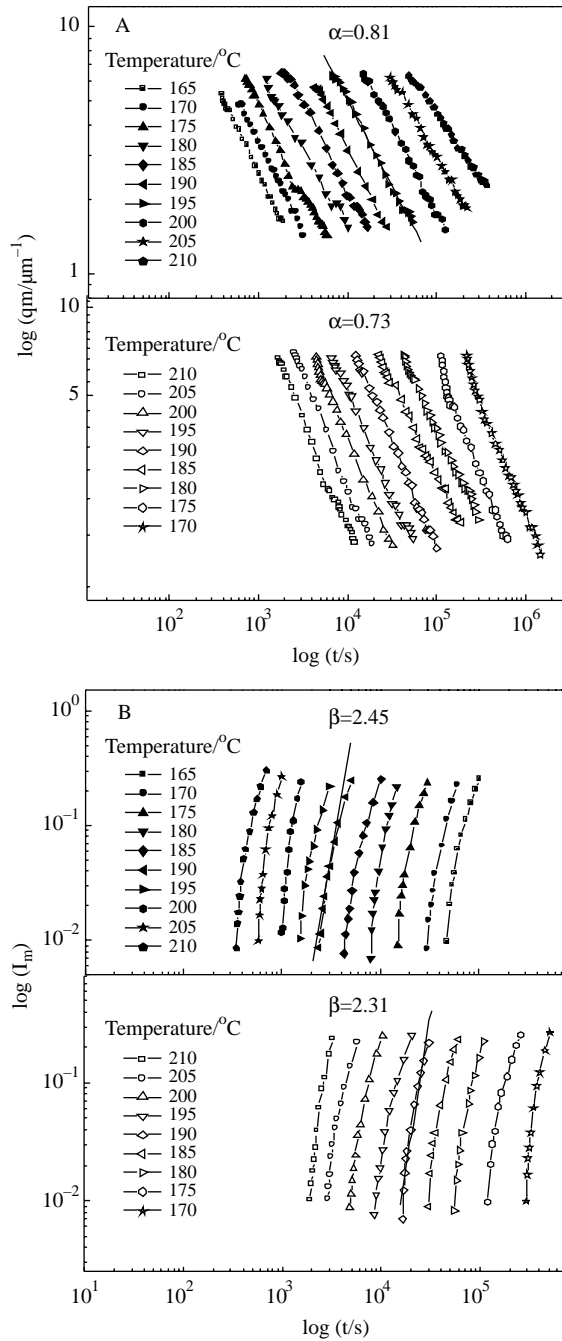 A
α=0.81
Temperature/°C
165
170
175
180
185
190
195
200
205
210
10
1
log (qm/μm⁻¹)
α=0.73
Temperature/°C
210
205
200
195
190
185
180
175
170
10
5
10² 10³ 10⁴ 10⁵ 10⁶
log (t/s)
B
β=2.45
Temperature/°C
165
170
175
180
185
190
195
200
205
210
10⁰
10⁻¹
10⁻²
log (Iₘ)
β=2.31
Temperature/°C
210
205
200
195
190
185
180
175
170
10⁻¹
10⁻²
10¹ 10² 10³ 10⁴ 10⁵
log (t/s)